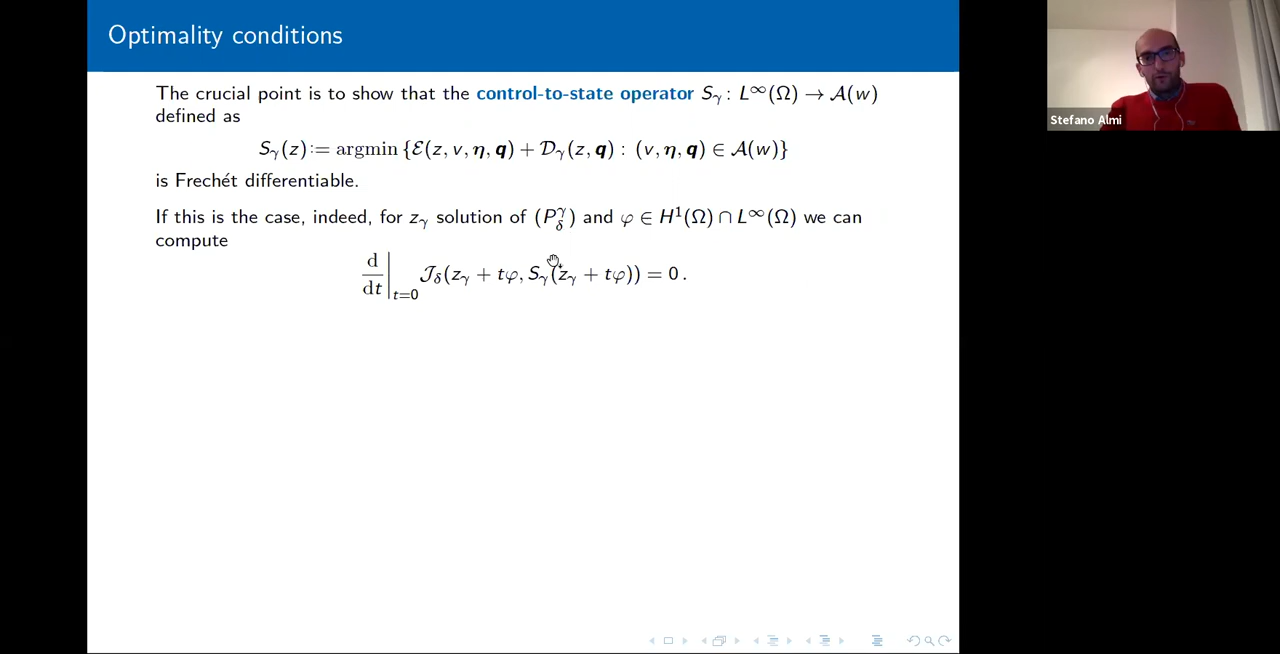 Optimality conditions
The crucial point is to show that the control-to-state operator S_γ : L^∞(Ω) → 𝒜(w)
defined as
S_γ(z) := argmin {ℰ(z, v, η, q) + 𝒟_γ(z, q) : (v, η, q) ∈ 𝒜(w)}
is Frechét differentiable.
If this is the case, indeed, for z_γ solution of (P_δ^γ) and φ ∈ H^1(Ω) ∩ L^∞(Ω) we can
compute
d/dt |_{t=0} 𝒥_δ(z_γ + tφ, S_γ(z_γ + tφ)) = 0 .
Stefano Almi